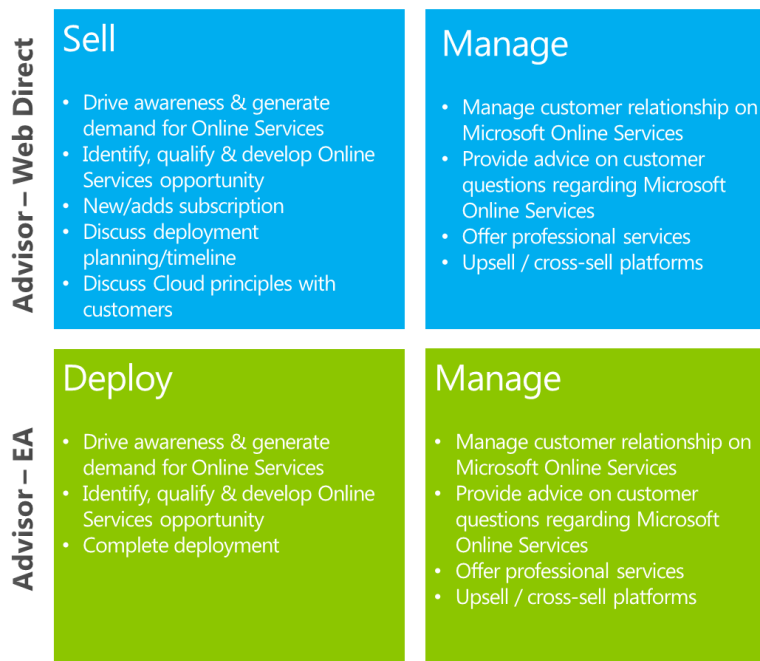 Advisor – Web Direct
Sell
• Drive awareness & generate
demand for Online Services
• Identify, qualify & develop Online
Services opportunity
• New/adds subscription
• Discuss deployment
planning/timeline
• Discuss Cloud principles with
customers
Manage
• Manage customer relationship on
Microsoft Online Services
• Provide advice on customer
questions regarding Microsoft
Online Services
• Offer professional services
• Upsell / cross-sell platforms
Advisor – EA
Deploy
• Drive awareness & generate
demand for Online Services
• Identify, qualify & develop Online
Services opportunity
• Complete deployment
Manage
• Manage customer relationship on
Microsoft Online Services
• Provide advice on customer
questions regarding Microsoft
Online Services
• Offer professional services
• Upsell / cross-sell platforms